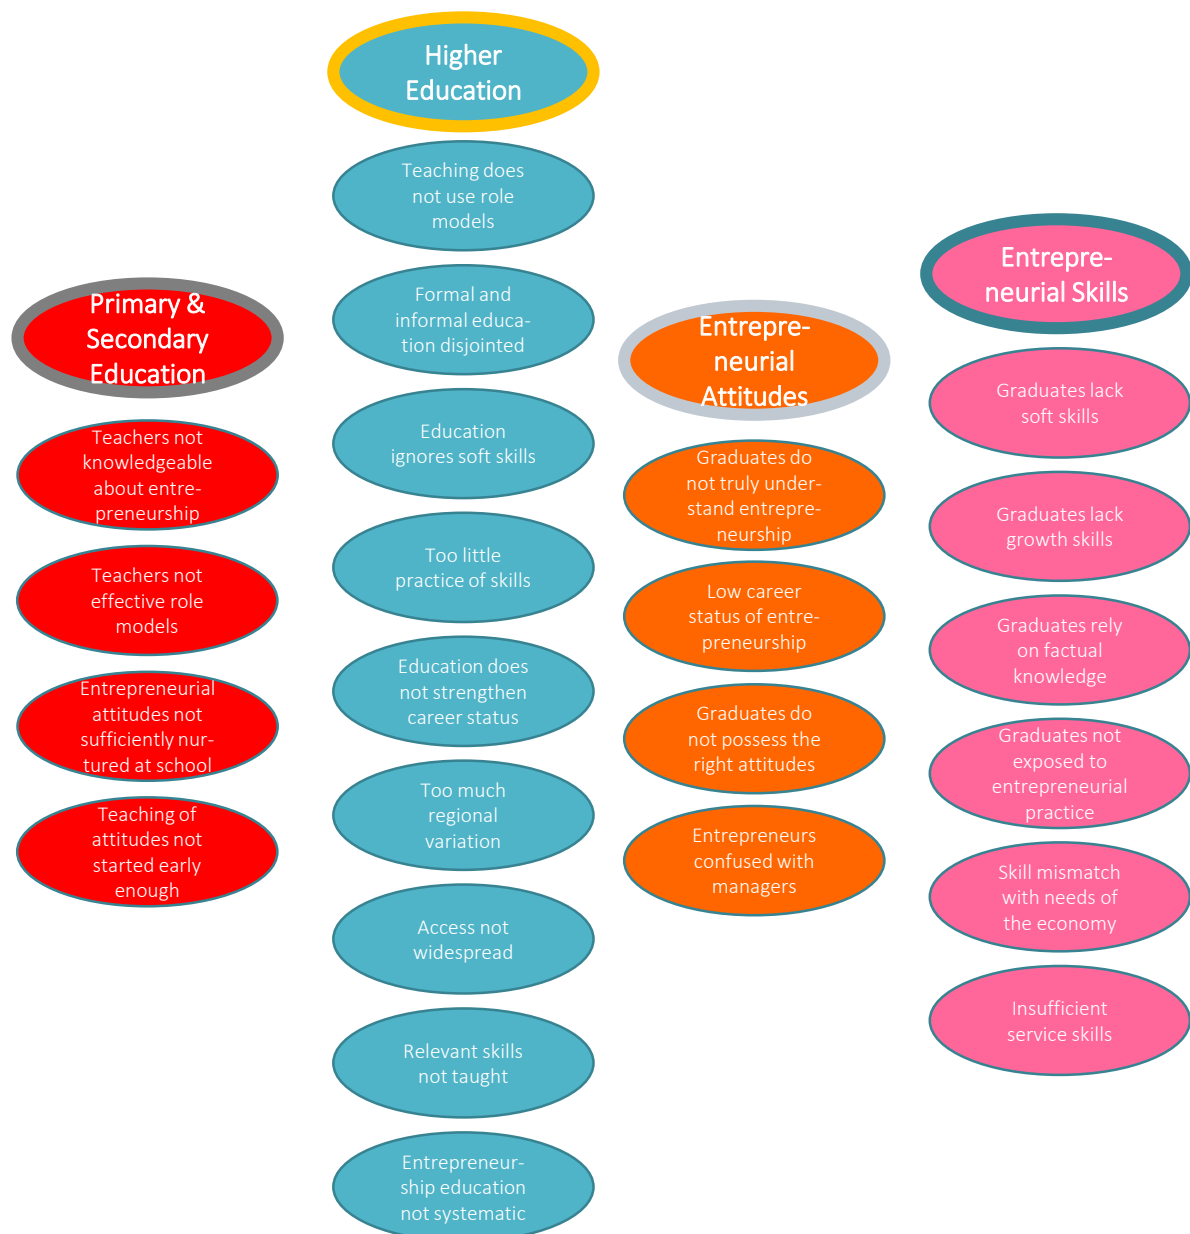 Higher
Education
Teaching does
not use role
models
Formal and
informal educa-
tion disjointed
Education
ignores soft skills
Too little
practice of skills
Education does
not strengthen
career status
Too much
regional
variation
Access not
widespread
Relevant skills
not taught
Entrepreneur-
ship education
not systematic
Primary &
Secondary
Education
Teachers not
knowledgeable
about entre-
preneurship
Teachers not
effective role
models
Entrepreneurial
attitudes not
sufficiently nur-
tured at school
Teaching of
attitudes not
started early
enough
Entrepre-
neurial
Attitudes
Graduates do
not truly under-
stand entrepre-
neurship
Low career
status of entre-
preneurship
Graduates do
not possess the
right attitudes
Entrepreneurs
confused with
managers
Entrepre-
neurial Skills
Graduates lack
soft skills
Graduates lack
growth skills
Graduates rely
on factual
knowledge
Graduates not
exposed to
entrepreneurial
practice
Skill mismatch
with needs of
the economy
Insufficient
service skills